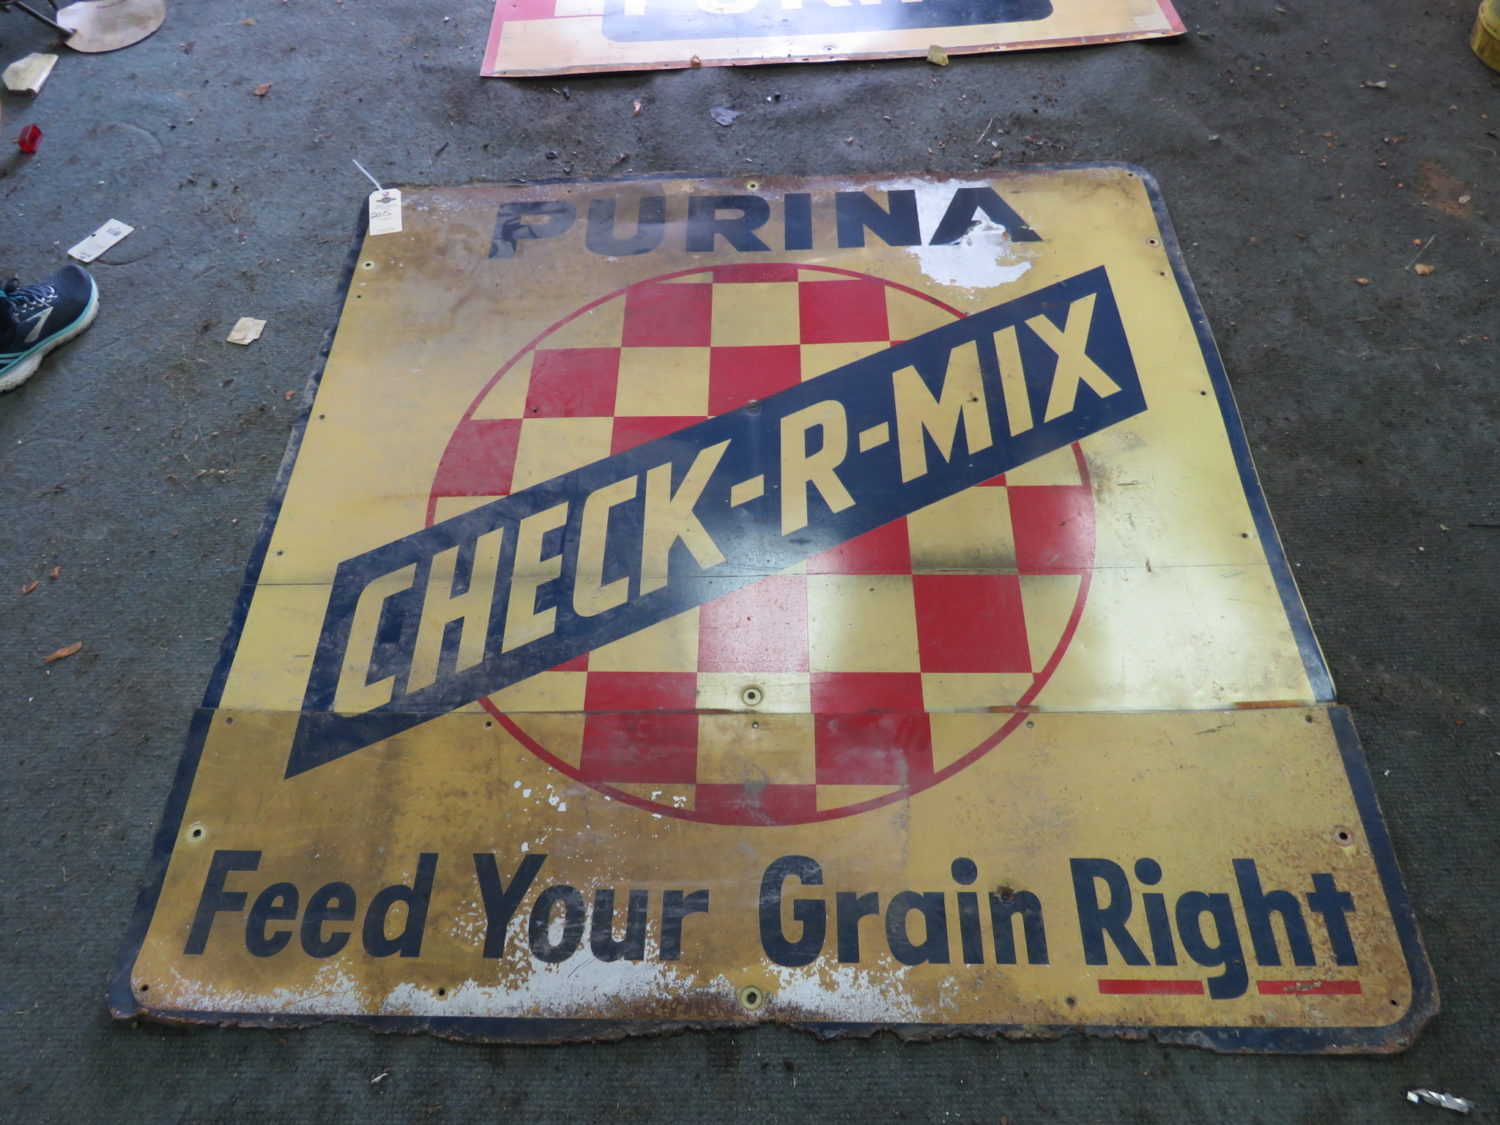 PURINA
CHECK-R-MIX
Feed Your Grain Right